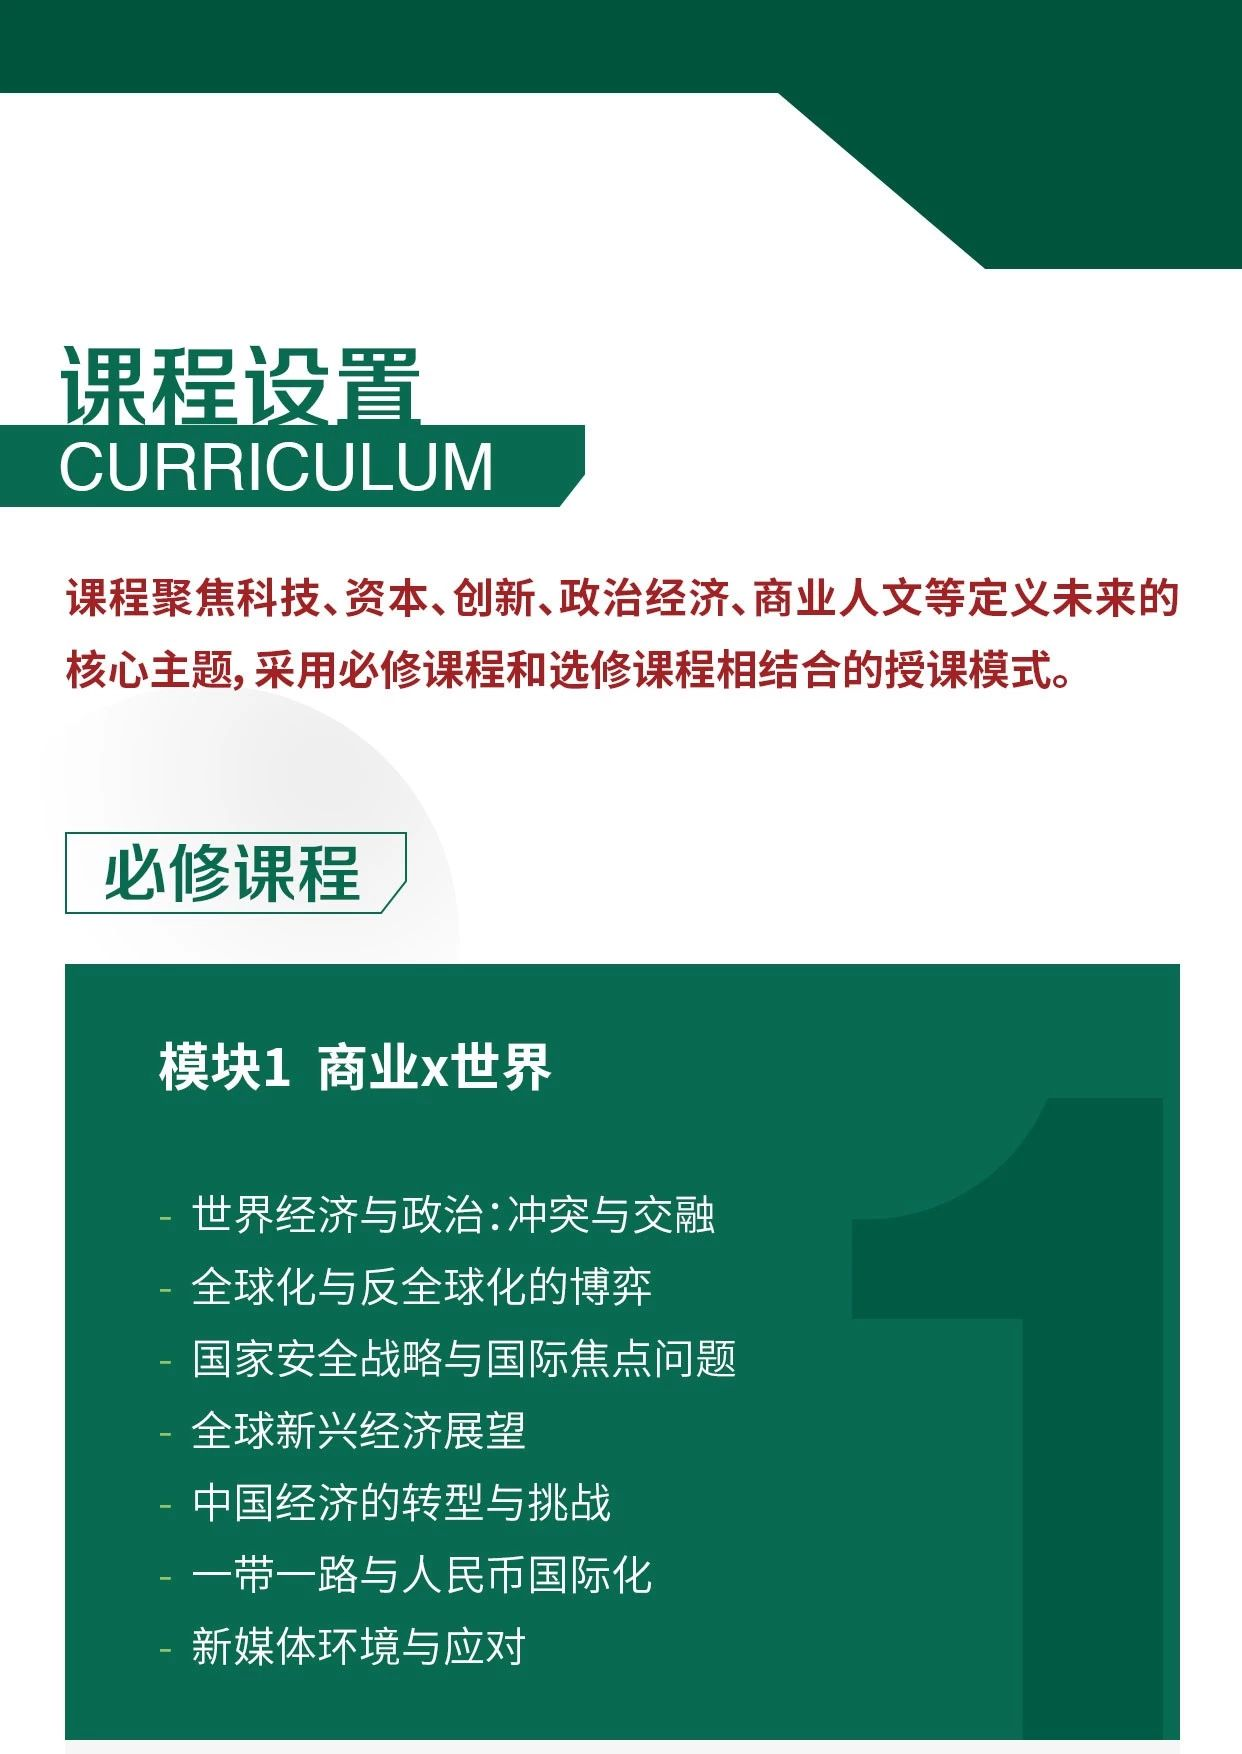 课程设置
CURRICULUM
课程聚焦科技、资本、创新、政治经济、商业人文等定义未来的
核心主题，采用必修课程和选修课程相结合的授课模式。
必修课程
模块1 商业x世界
1
- 世界经济与政治：冲突与交融
- 全球化与反全球化的博弈
- 国家安全战略与国际焦点问题
- 全球新兴经济展望
- 中国经济的转型与挑战
- 一带一路与人民币国际化
- 新媒体环境与应对